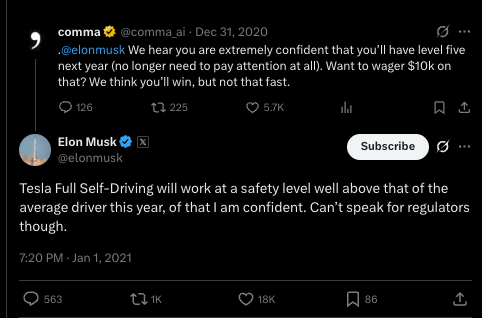 comma @comma_ai · Dec 31, 2020
.@elonmusk We hear you are extremely confident that you'll have level five
next year (no longer need to pay attention at all). Want to wager $10k on
that? We think you'll win, but not that fast.
126 225 5.7K
Elon Musk
@elonmusk
Subscribe
Tesla Full Self-Driving will work at a safety level well above that of the
average driver this year, of that I am confident. Can't speak for regulators
though.
7:20 PM · Jan 1, 2021
563 1K 18K 86